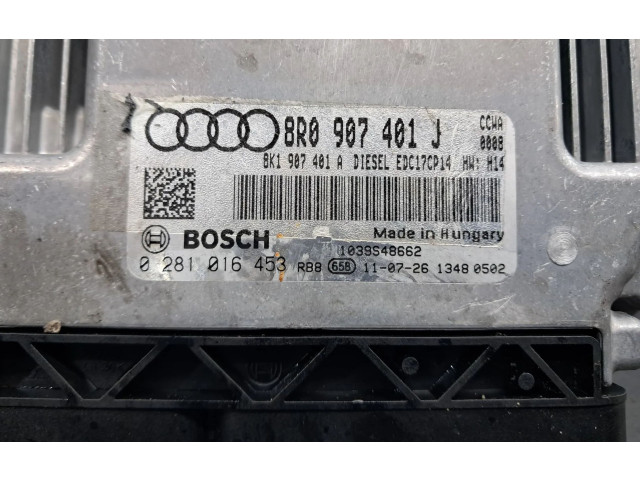 8R0 907 401 J CCWA
0008
8K1 907 401 A DIESEL EDC17CP14 HW: H14
Made in Hungary
BOSCH 1039S48662
0 281 016 453 RB8 658 11-07-26 1348 0502